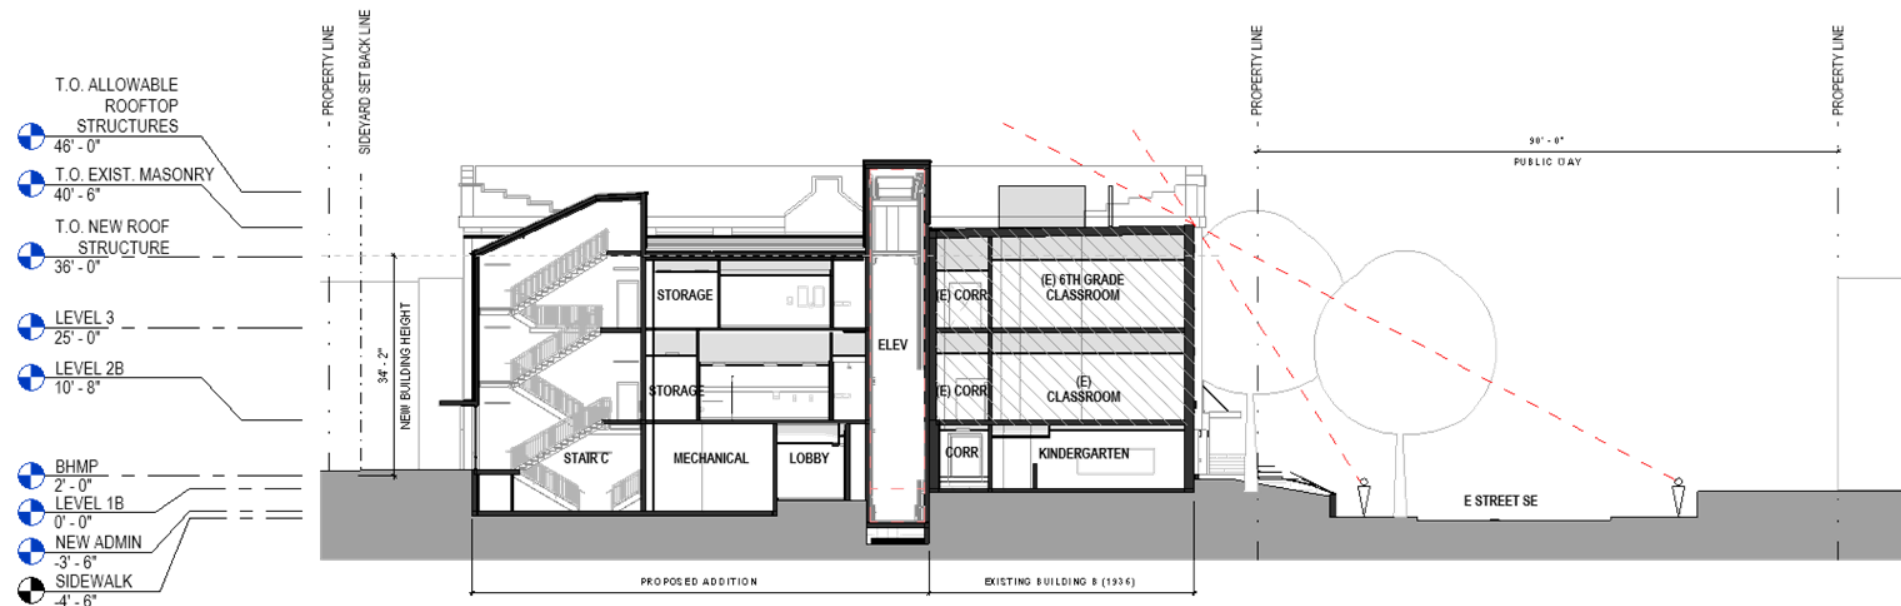 T.O. ALLOWABLE
ROOFTOP
STRUCTURES
46' - 0"
T.O. EXIST. MASONRY
40' - 6"
T.O. NEW ROOF
STRUCTURE
36' - 0"
LEVEL 3
25' - 0"
LEVEL 2B
10' - 8"
BHMP
2' - 0"
LEVEL 1B
0' - 0"
NEW ADMIN
-3' - 6"
SIDEWALK
-4' - 6"
PROPERTY LINE
SIDEYARD SET BACK LINE
34' - 2"
NEW BUILDING HEIGHT
STORAGE
STORAGE
STAIR C
MECHANICAL
LOBBY
ELEV
(E) CORR
(E) 6TH GRADE
CLASSROOM
(E) CORR
(E)
CLASSROOM
CORR
KINDERGARTEN
PROPOSED ADDITION
EXISTING BUILDING B (1936)
PROPERTY LINE
90' - 0"
PUBLIC WAY
PROPERTY LINE
E STREET SE